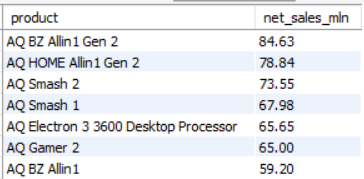 product net_sales_mln
AQ BZ Allin1 Gen 2 84.63
AQ HOME Allin1 Gen 2 78.84
AQ Smash 2 73.55
AQ Smash 1 67.98
AQ Electron 3 3600 Desktop Processor 65.65
AQ Gamer 2 65.00
AQ BZ Allin1 59.20